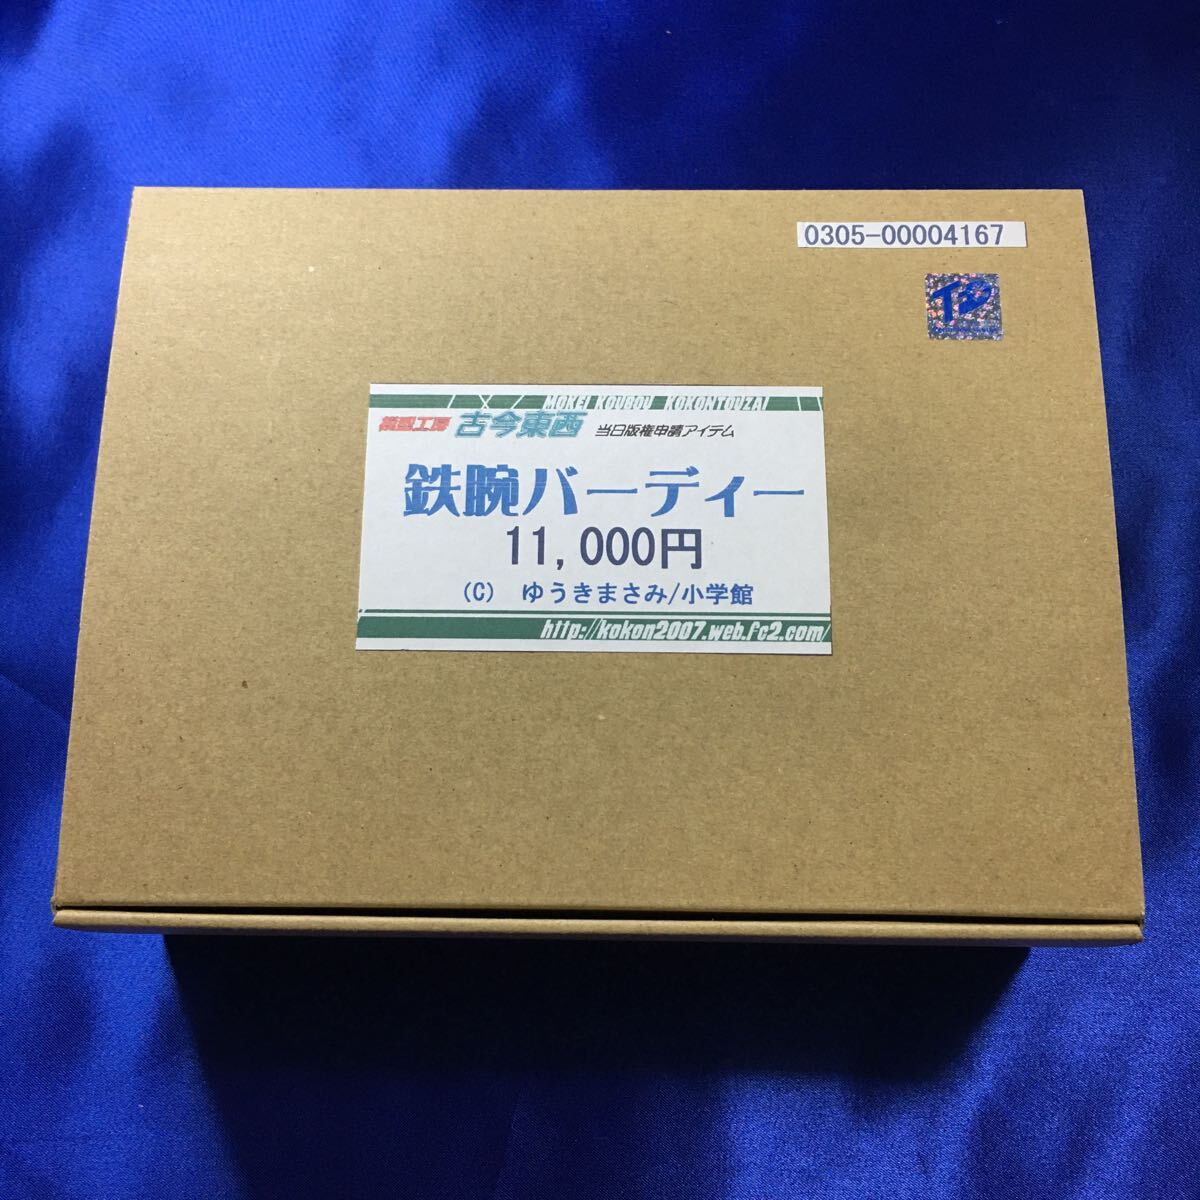 0305-00004167
MOKEI KOUBOU KOKONTOUZAI
模型工房 古今東西 当日版権申請アイテム
鉄腕バーディー
11,000円
(C) ゆうきまさみ/小学館
http://kokon2007.web.fc2.com/